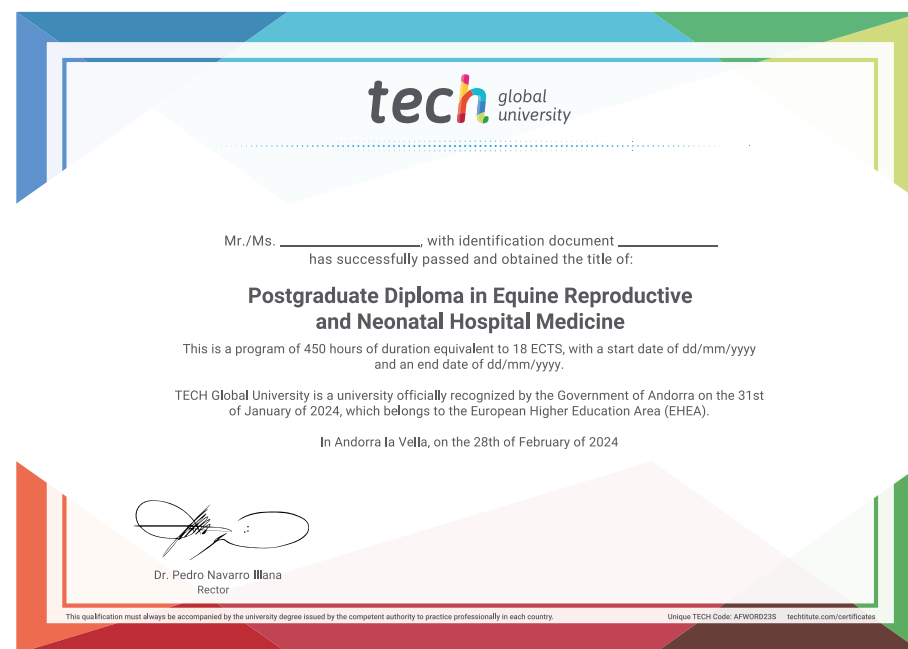 tech global university
Mr./Ms. ____________________, with identification document ______________
has successfully passed and obtained the title of:
Postgraduate Diploma in Equine Reproductive
and Neonatal Hospital Medicine
This is a program of 450 hours of duration equivalent to 18 ECTS, with a start date of dd/mm/yyyy
and an end date of dd/mm/yyyy.
TECH Global University is a university officially recognized by the Government of Andorra on the 31st
of January of 2024, which belongs to the European Higher Education Area (EHEA).
In Andorra la Vella, on the 28th of February of 2024
Dr. Pedro Navarro Illana
Rector
This qualification must always be accompanied by the university degree issued by the competent authority to practice professionally in each country.
Unique TECH Code: AFWORD23S techtitute.com/certificates